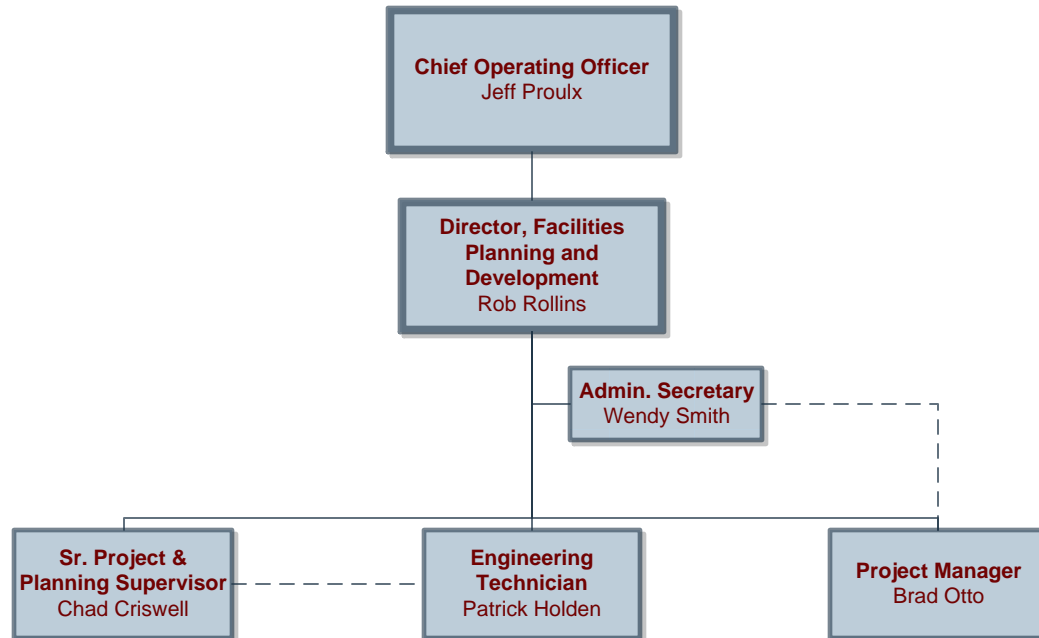 Chief Operating Officer
Jeff Proulx
Director, Facilities
Planning and
Development
Rob Rollins
Admin. Secretary
Wendy Smith
Sr. Project &
Planning Supervisor
Chad Criswell
Engineering
Technician
Patrick Holden
Project Manager
Brad Otto